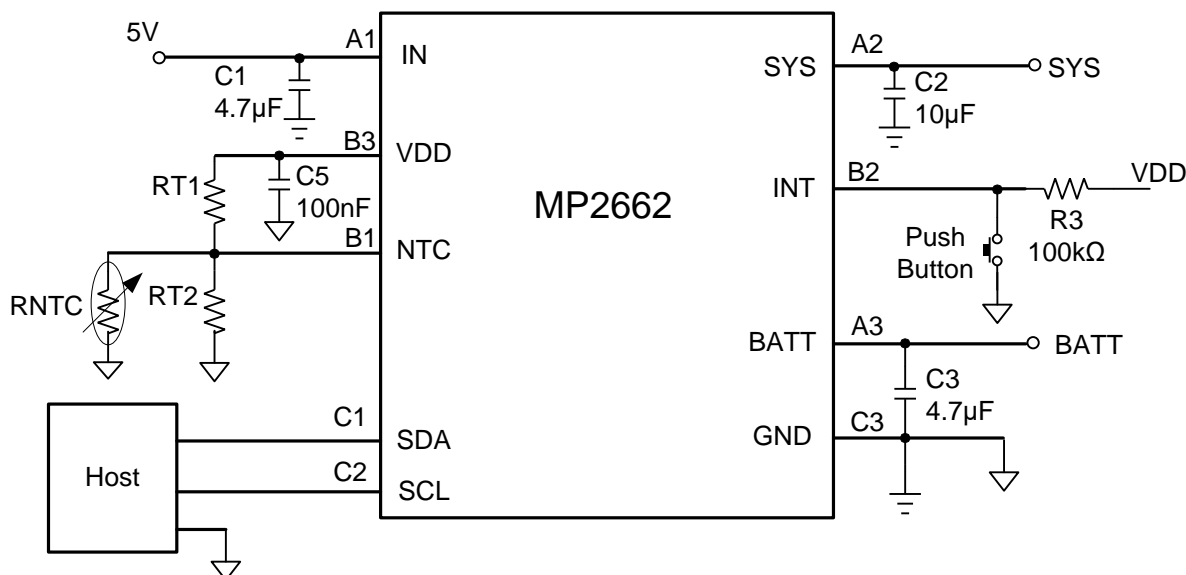 5V
A1
IN
C1
4.7µF
B3
VDD
RT1
C5
100nF
B1
NTC
RNTC
RT2
Host
C1
SDA
C2
SCL
MP2662
SYS
A2
SYS
C2
10µF
INT
B2
VDD
R3
100kΩ
Push
Button
BATT
A3
BATT
C3
4.7µF
GND
C3